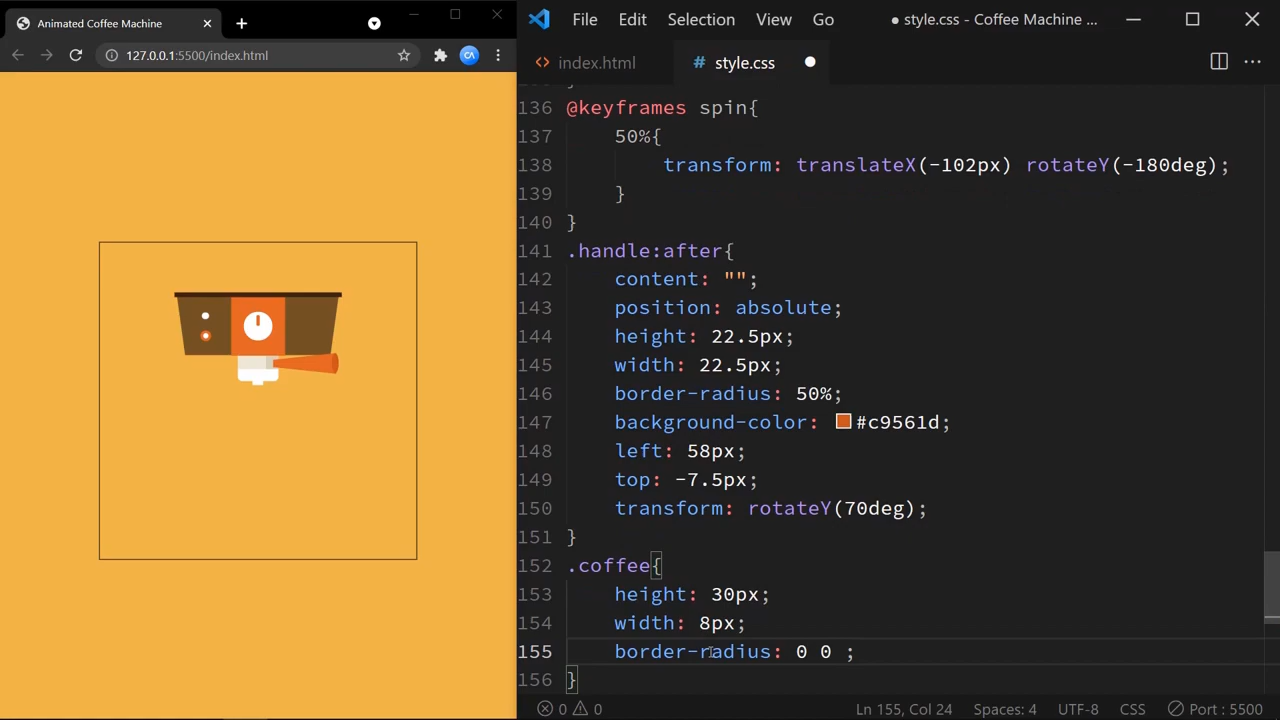 Animated Coffee Machine
127.0.0.1:5500/index.html
File Edit Selection View Go
● style.css - Coffee Machine ...
<> index.html
# style.css
136 @keyframes spin{
137 50%{
138 transform: translateX(-102px) rotateY(-180deg);
139 }
140 }
141 .handle:after{
142 content: "";
143 position: absolute;
144 height: 22.5px;
145 width: 22.5px;
146 border-radius: 50%;
147 background-color: #c9561d;
148 left: 58px;
149 top: -7.5px;
150 transform: rotateY(70deg);
151 }
152 .coffee{
153 height: 30px;
154 width: 8px;
155 border-radius: 0 0 ;
156 }
0 0 Ln 155, Col 24 Spaces: 4 UTF-8 CSS Port : 5500